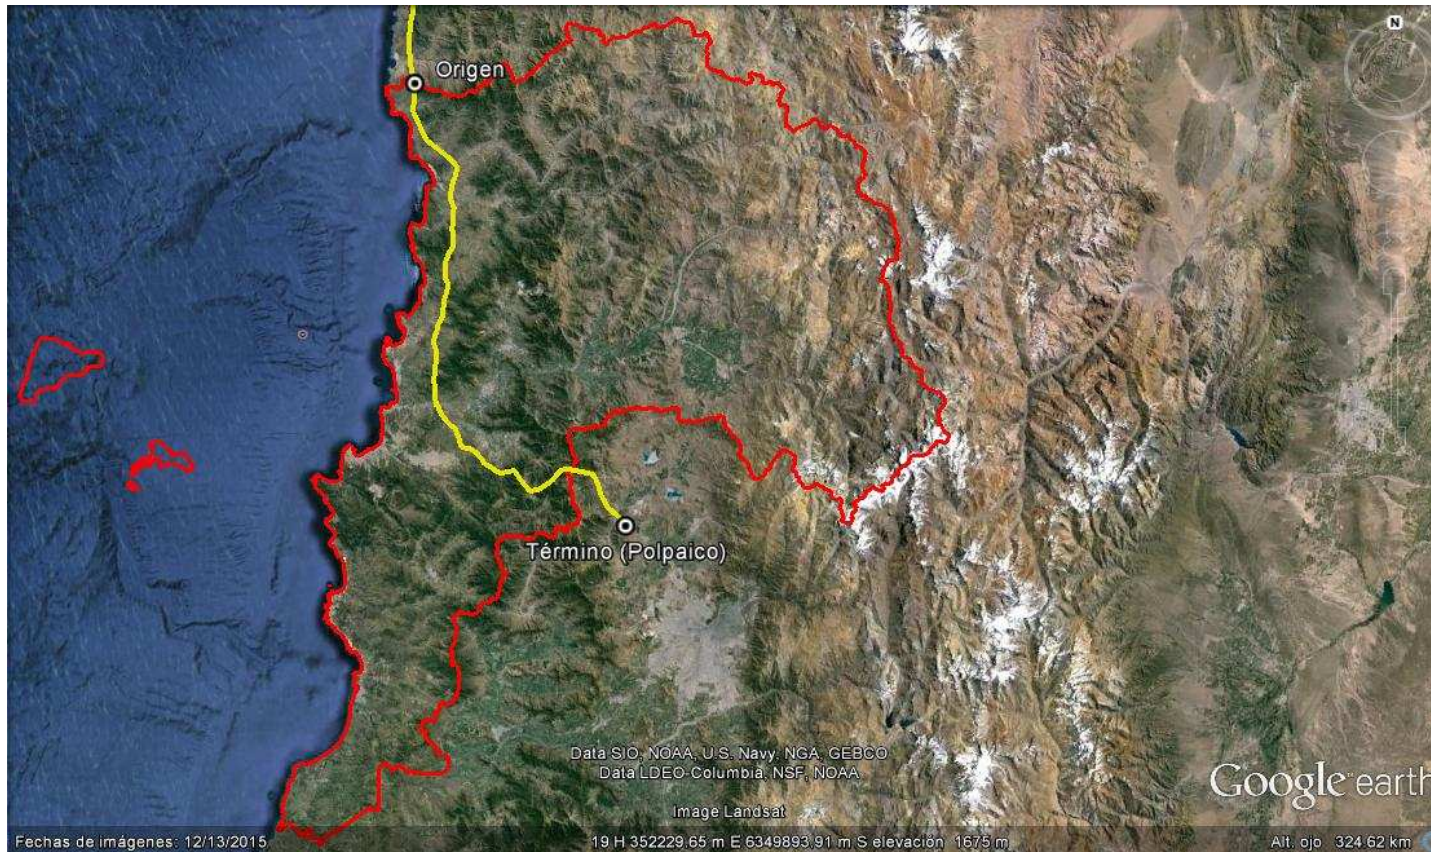 N
Origen
Término (Polpaico)
Data SIO, NOAA, U.S. Navy, NGA, GEBCO
Data LDEO-Columbia, NSF, NOAA
Image Landsat
Google earth
Fechas de imágenes: 12/13/2015 19 H 352229,65 m E 6349893,91 m S elevación 1675 m Alt. ojo 324.62 km